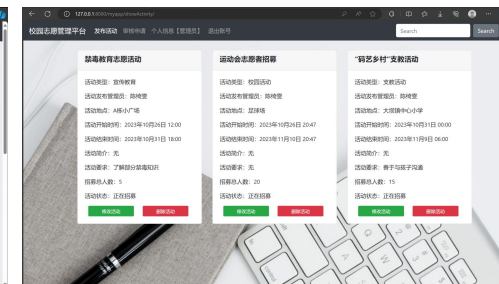 127.0.0.1:8000/myapp/showActivity/
校园志愿管理平台 发布活动 审核申请 个人信息【管理员】 退出账号
Search Search
禁毒教育志愿活动
活动类型：宣传教育
活动发布管理员：陈绮雯
活动地点：A栋小广场
活动开始时间：2023年10月26日 12:00
活动结束时间：2023年10月31日 18:00
活动简介：无
活动要求：了解部分禁毒知识
招募总人数：5
活动状态：正在招募
修改活动 删除活动
运动会志愿者招募
活动类型：校园活动
活动发布管理员：陈绮雯
活动地点：足球场
活动开始时间：2023年10月26日 20:47
活动结束时间：2023年11月10日 20:47
活动简介：无
活动要求：无
招募总人数：20
活动状态：正在招募
修改活动 删除活动
"码艺乡村"支教活动
活动类型：支教活动
活动发布管理员：陈绮雯
活动地点：大坝镇中心小学
活动开始时间：2023年10月31日 00:00
活动结束时间：2023年11月9日 06:00
活动简介：无
活动要求：善于与孩子沟通
招募总人数：15
活动状态：正在招募
修改活动 删除活动